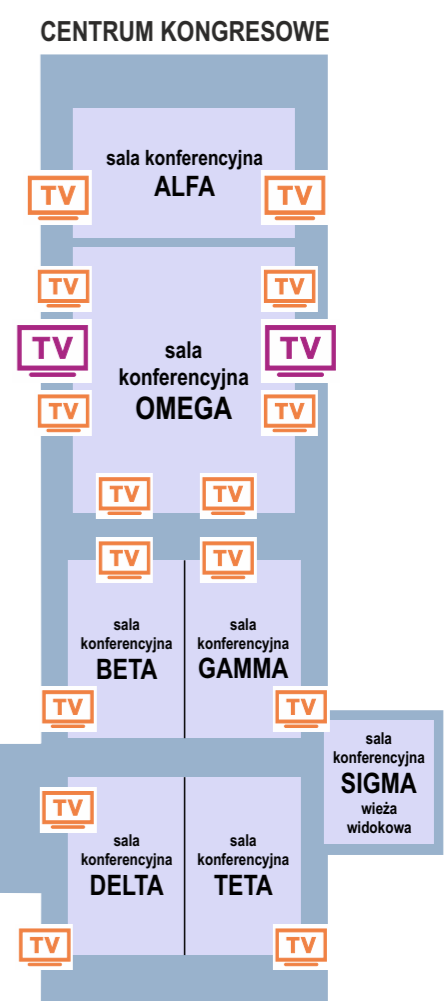 CENTRUM KONGRESOWE
sala konferencyjna
ALFA
TV
TV
TV
TV
TV
TV
sala
konferencyjna
OMEGA
TV
TV
TV
TV
TV
TV
sala
konferencyjna
BETA
sala
konferencyjna
GAMMA
TV
TV
sala
konferencyjna
SIGMA
wieża
widokowa
TV
sala
konferencyjna
DELTA
sala
konferencyjna
TETA
TV
TV